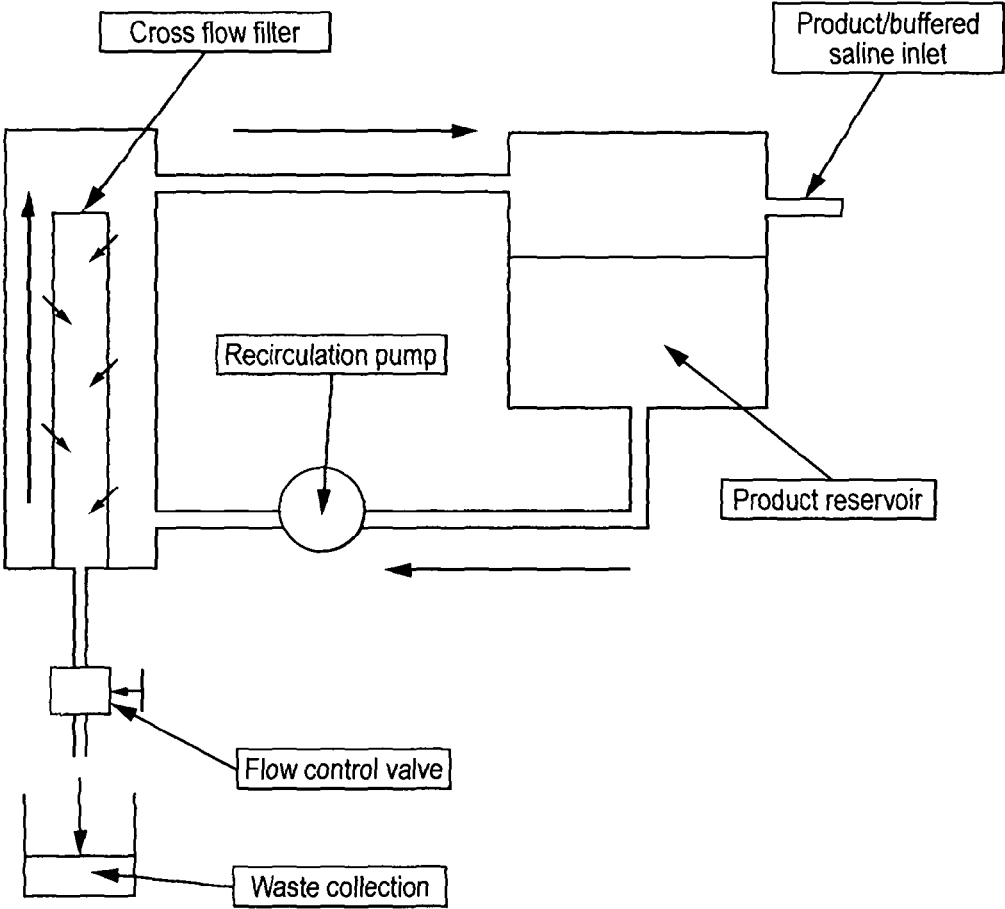 Cross flow filter
Product/buffered
saline inlet
Recirculation pump
Product reservoir
Flow control valve
Waste collection